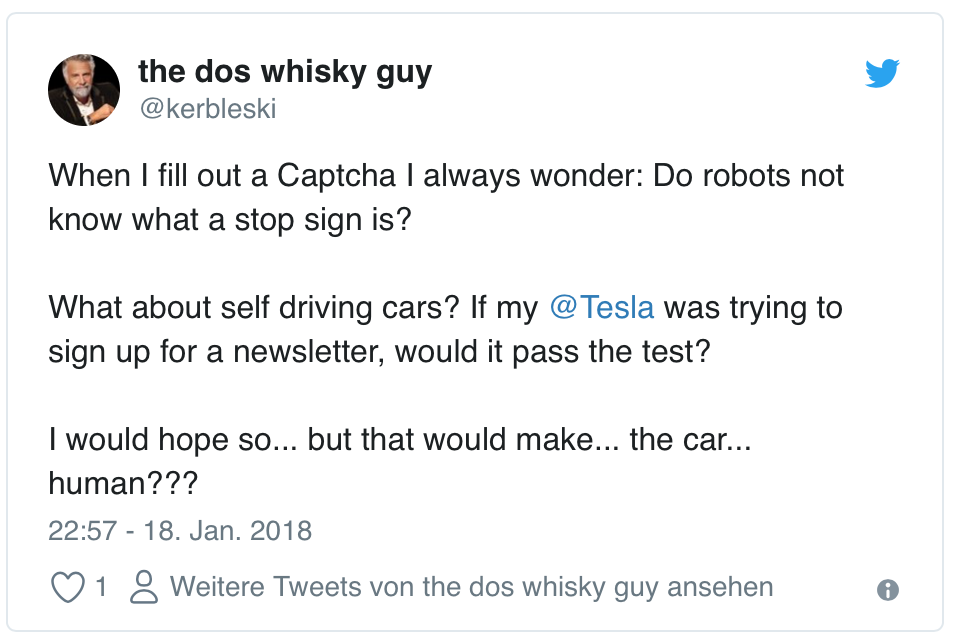 the dos whisky guy
@kerbleski
When I fill out a Captcha I always wonder: Do robots not
know what a stop sign is?
What about self driving cars? If my @Tesla was trying to
sign up for a newsletter, would it pass the test?
I would hope so... but that would make... the car...
human???
22:57 - 18. Jan. 2018
1 Weitere Tweets von the dos whisky guy ansehen